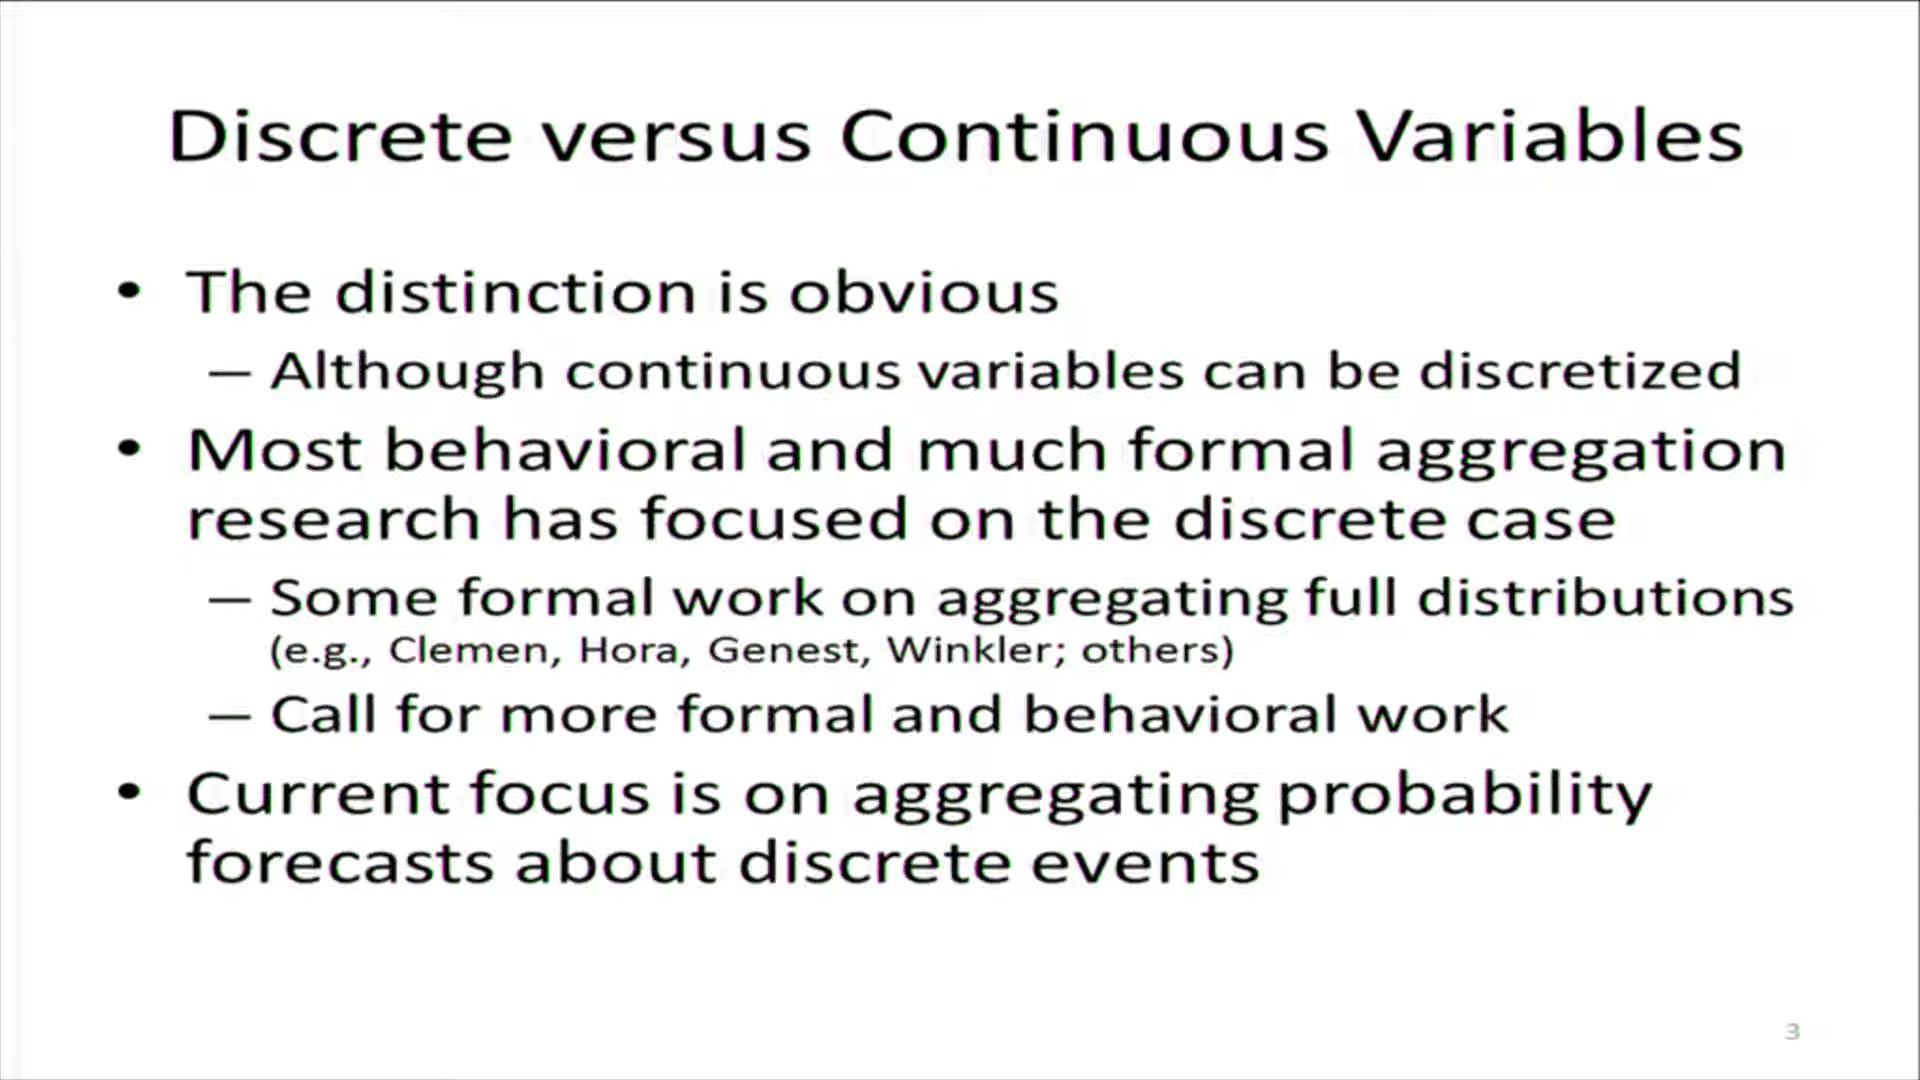 Discrete versus Continuous Variables
• The distinction is obvious
– Although continuous variables can be discretized
• Most behavioral and much formal aggregation
research has focused on the discrete case
– Some formal work on aggregating full distributions
(e.g., Clemen, Hora, Genest, Winkler; others)
– Call for more formal and behavioral work
• Current focus is on aggregating probability
forecasts about discrete events
3